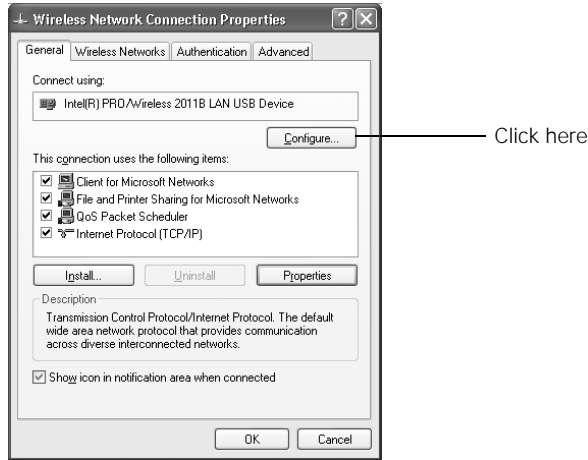 Wireless Network Connection Properties
General Wireless Networks Authentication Advanced
Connect using:
Intel(R) PRO/Wireless 2011B LAN USB Device
Configure...
Click here
This connection uses the following items:
Client for Microsoft Networks
File and Printer Sharing for Microsoft Networks
QoS Packet Scheduler
Internet Protocol (TCP/IP)
Install... Uninstall Properties
Description
Transmission Control Protocol/Internet Protocol. The default
wide area network protocol that provides communication
across diverse interconnected networks.
Show icon in notification area when connected
OK Cancel